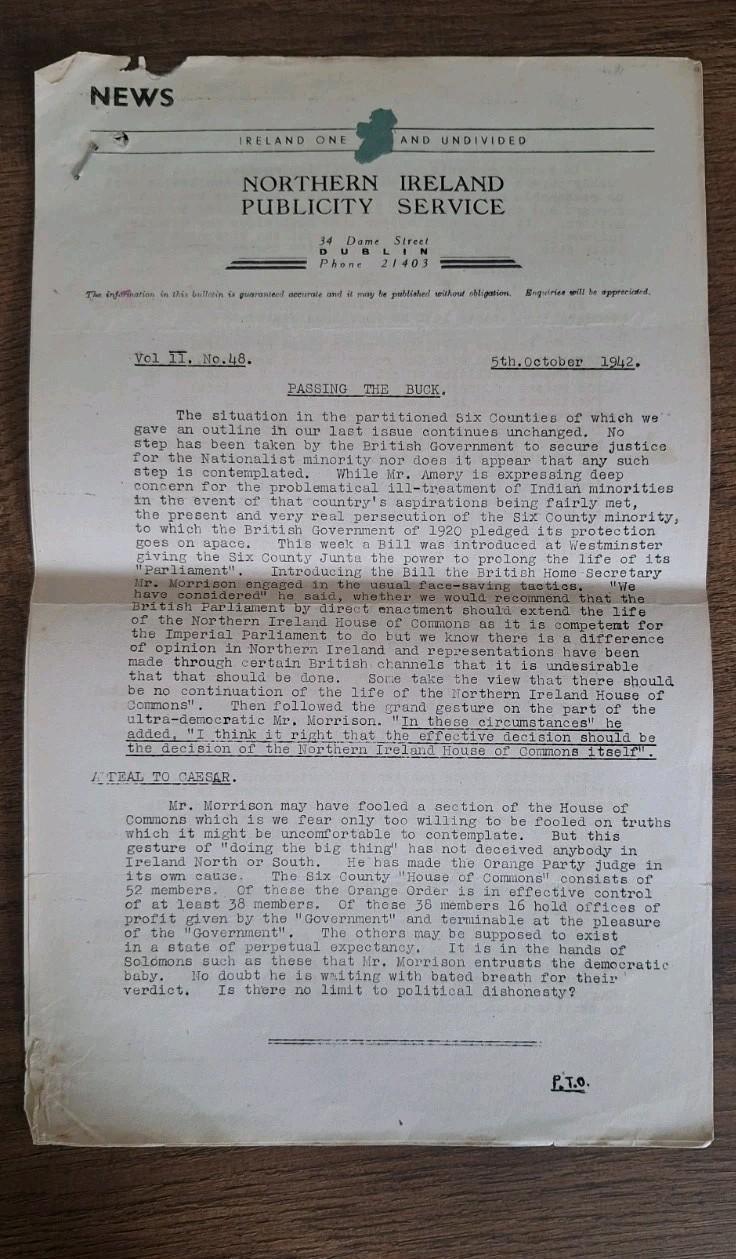 NEWS
IRELAND ONE AND UNDIVIDED
NORTHERN IRELAND
PUBLICITY SERVICE
34 Dame Street
DUBLIN
Phone 21403
The information in this bulletin is guaranteed accurate and it may be published without obligation. Enquiries will be appreciated.
Vol II. No.48.
5th.October 1942.
PASSING THE BUCK.
The situation in the partitioned Six Counties of which we
gave an outline in our last issue continues unchanged. No
step has been taken by the British Government to secure justice
for the Nationalist minority nor does it appear that any such
step is contemplated. While Mr. Amery is expressing deep
concern for the problematical ill-treatment of Indian minorities
in the event of that country's aspirations being fairly met,
the present and very real persecution of the Six County minority,
to which the British Government of 1920 pledged its protection
goes on apace. This week a Bill was introduced at Westminster
giving the Six County Junta the power to prolong the life of its
"Parliament". Introducing the Bill the British Home Secretary
Mr. Morrison engaged in the usual face-saving tactics. "We
have considered" he said, whether we would recommend that the
British Parliament by direct enactment should extend the life
of the Northern Ireland House of Commons as it is competent for
the Imperial Parliament to do but we know there is a difference
of opinion in Northern Ireland and representations have been
made through certain British channels that it is undesirable
that that should be done. Some take the view that there should
be no continuation of the life of the Northern Ireland House of
Commons". Then followed the grand gesture on the part of the
ultra-democratic Mr. Morrison. "In these circumstances" he
added, "I think it right that the effective decision should be
the decision of the Northern Ireland House of Commons itself".
APPEAL TO CAESAR.
Mr. Morrison may have fooled a section of the House of
Commons which is we fear only too willing to be fooled on truths
which it might be uncomfortable to contemplate. But this
gesture of "doing the big thing" has not deceived anybody in
Ireland North or South. He has made the Orange Party judge in
its own cause. The Six County "House of Commons" consists of
52 members. Of these the Orange Order is in effective control
of at least 38 members. Of these 38 members 16 hold offices of
profit given by the "Government" and terminable at the pleasure
of the "Government". The others may be supposed to exist
in a state of perpetual expectancy. It is in the hands of
Solomons such as these that Mr. Morrison entrusts the democratic
baby. No doubt he is waiting with bated breath for their
verdict. Is there no limit to political dishonesty?
P.T.O.